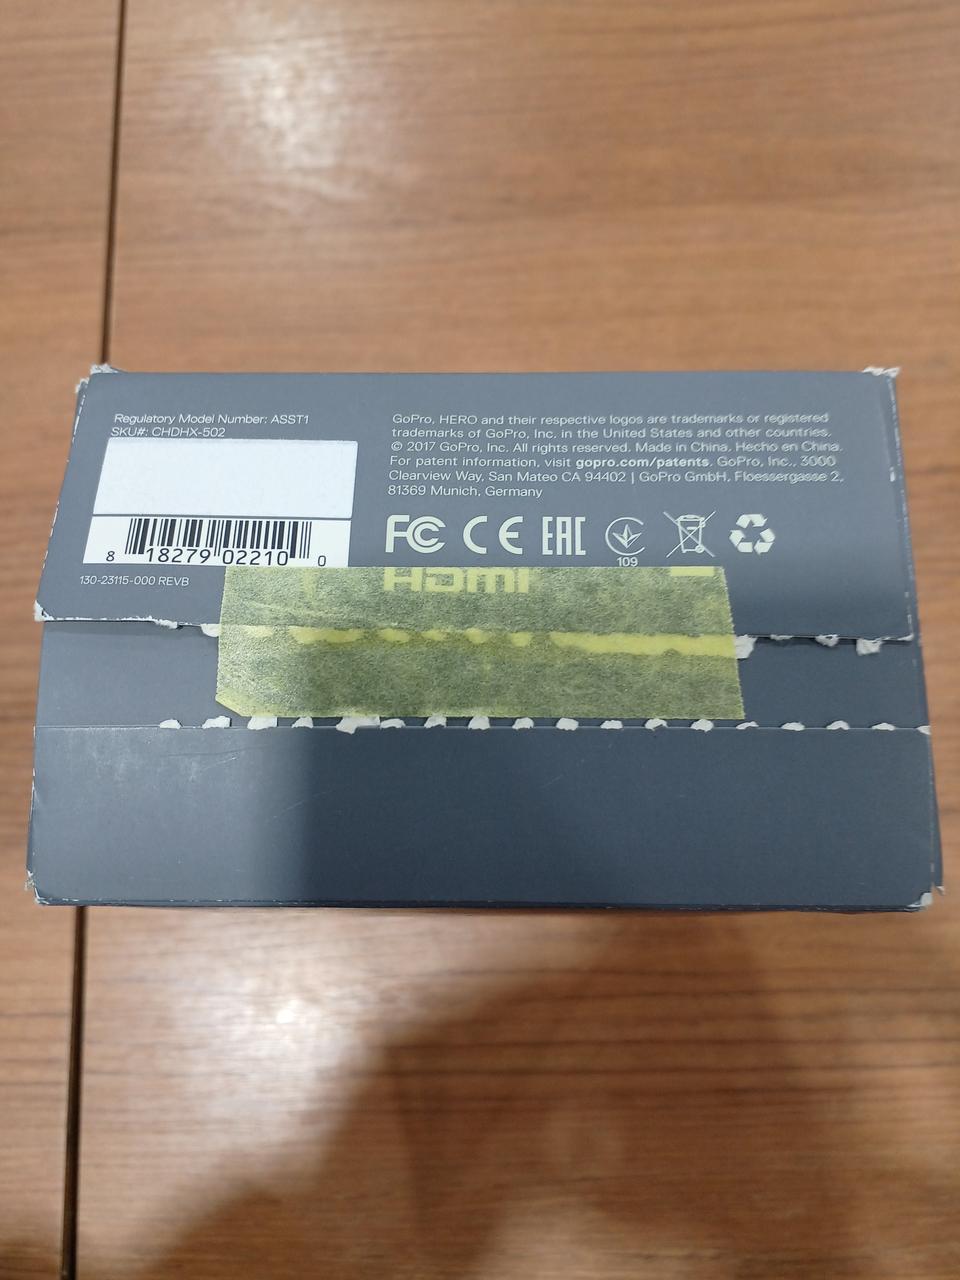 Regulatory Model Number: ASST1
SKU#: CHDHX-502
8 18279 02210 0
130-23115-000 REVB
GoPro, HERO and their respective logos are trademarks or registered
trademarks of GoPro, Inc. in the United States and other countries.
© 2017 GoPro, Inc. All rights reserved. Made in China. Hecho en China.
For patent information, visit gopro.com/patents. GoPro, Inc., 3000
Clearview Way, San Mateo CA 94402 | GoPro GmbH, Floessergasse 2,
81369 Munich, Germany
FC CE EAC
109
HDMI